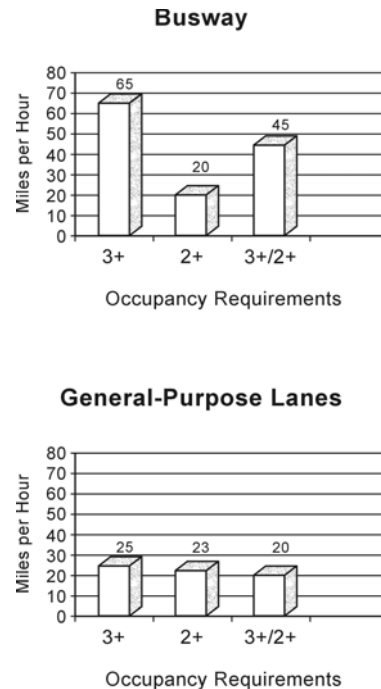 Busway
Miles per Hour
80
70
60
50
40
30
20
10
0
65
20
45
3+ 2+ 3+/2+
Occupancy Requirements
General-Purpose Lanes
Miles per Hour
80
70
60
50
40
30
20
10
0
25 23 20
3+ 2+ 3+/2+
Occupancy Requirements